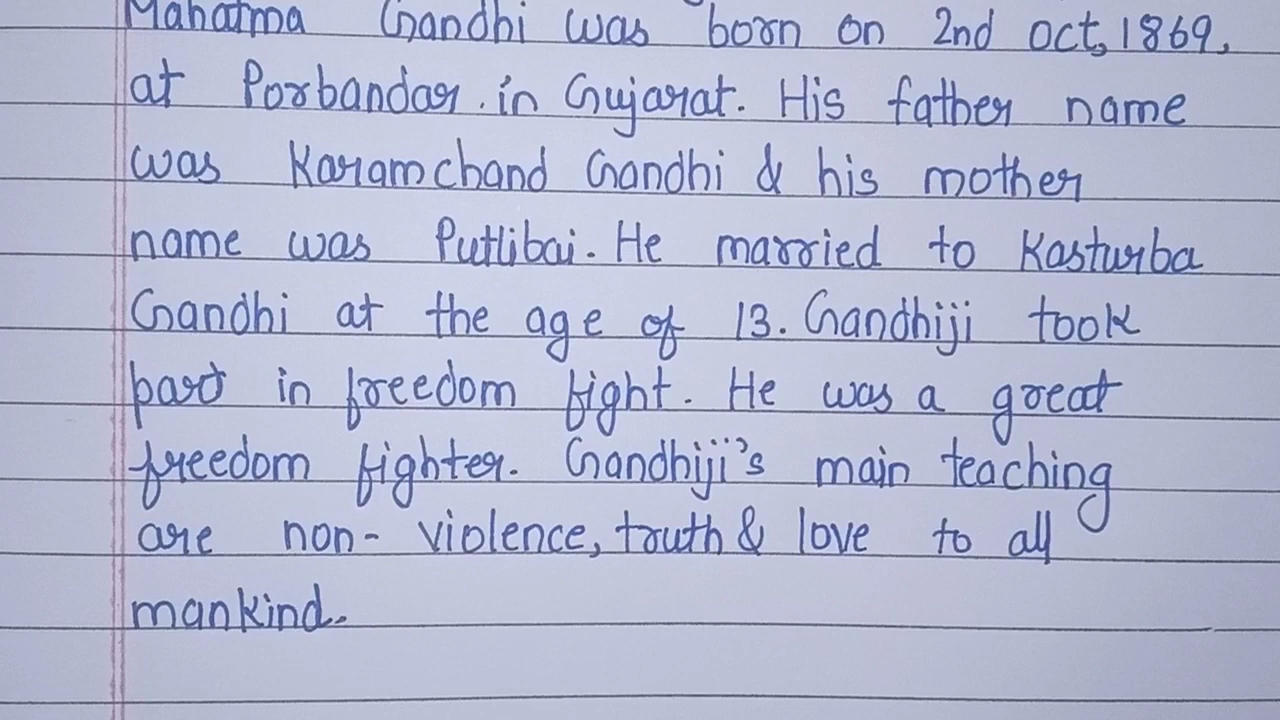 Mahatma Gandhi was born on 2nd Oct, 1869,
at Porbandar. in Gujarat. His father name
was Karamchand Gandhi & his mother
name was Putlibai. He married to Kasturba
Gandhi at the age of 13. Gandhiji took
part in freedom fight. He was a great
freedom fighter. Gandhiji's main teaching
are non- violence, truth & love to all
mankind.